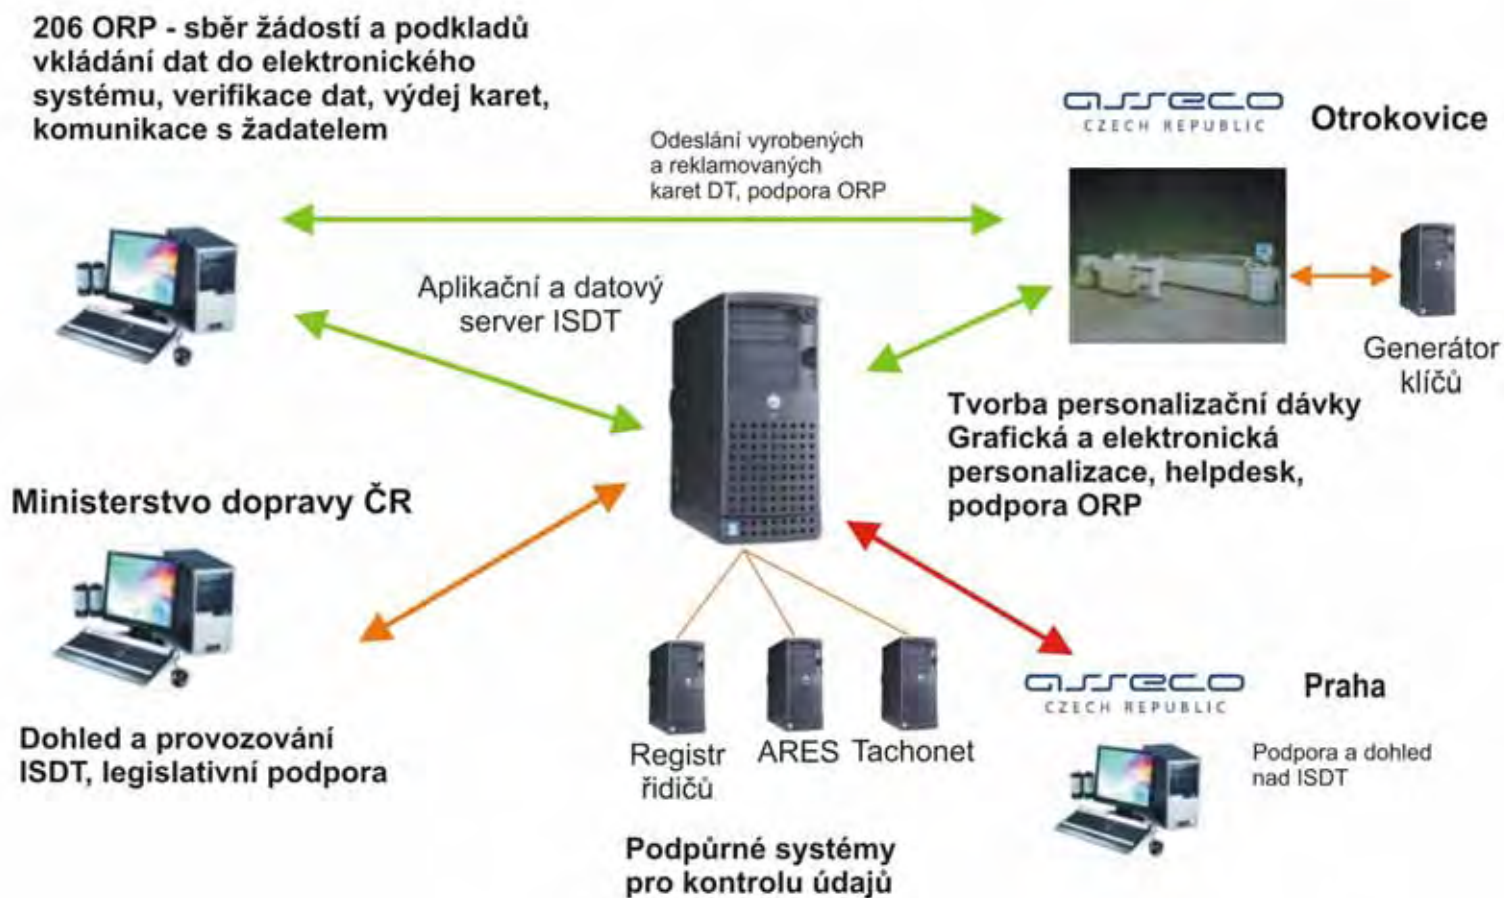 206 ORP - sběr žádostí a podkladů
vkládání dat do elektronického
systému, verifikace dat, výdej karet,
komunikace s žadatelem
Odeslání vyrobených
a reklamovaných
karet DT, podpora ORP
asseco
CZECH REPUBLIC
Otrokovice
Aplikační a datový
server ISDT
Generátor
klíčů
Tvorba personalizační dávky
Grafická a elektronická
personalizace, helpdesk,
podpora ORP
Ministerstvo dopravy ČR
Dohled a provozování
ISDT, legislativní podpora
Registr
řidičů
ARES
Tachonet
Podpůrné systémy
pro kontrolu údajů
asseco
CZECH REPUBLIC
Praha
Podpora a dohled
nad ISDT